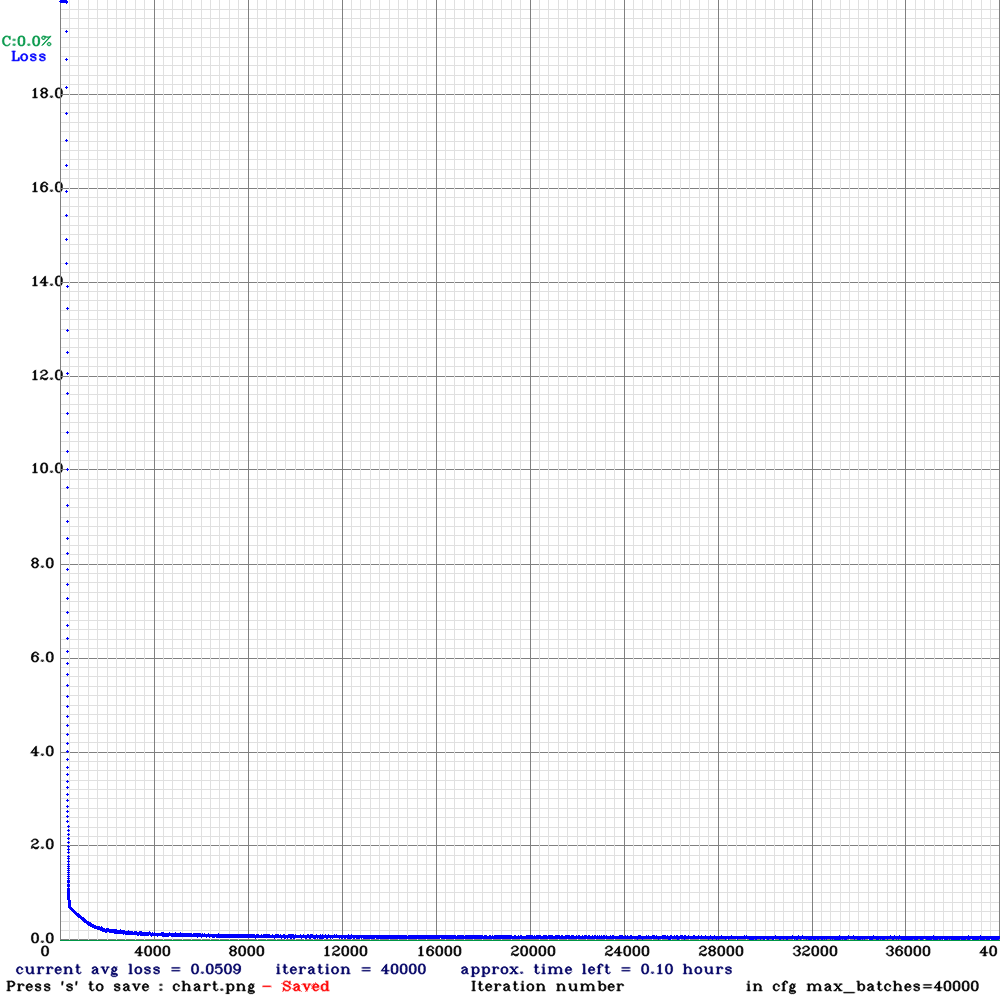 C:0.0%
Loss
18.0
16.0
14.0
12.0
10.0
8.0
6.0
4.0
2.0
0.0
0 4000 8000 12000 16000 20000 24000 28000 32000 36000 40
current avg loss = 0.0509 iteration = 40000 approx. time left = 0.10 hours
Press 's' to save : chart.png - Saved Iteration number in cfg max_batches=40000